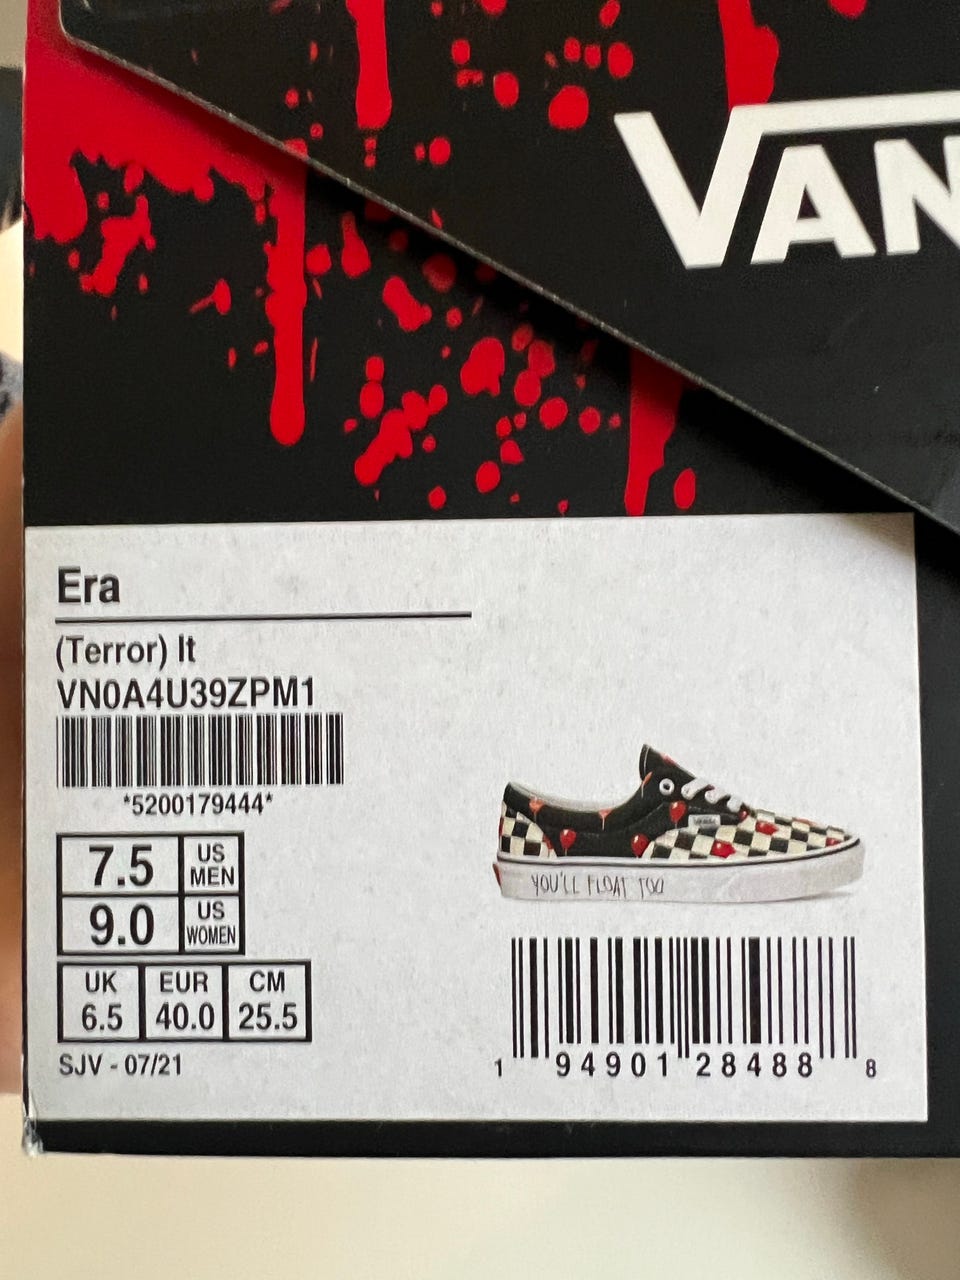 VANS
Era
(Terror) It
VN0A4U39ZPM1
*5200179444*
7.5 US MEN
9.0 US WOMEN
UK EUR CM
6.5 40.0 25.5
SJV - 07/21
YOU'LL FLOAT TOO
1 94901 28488 8